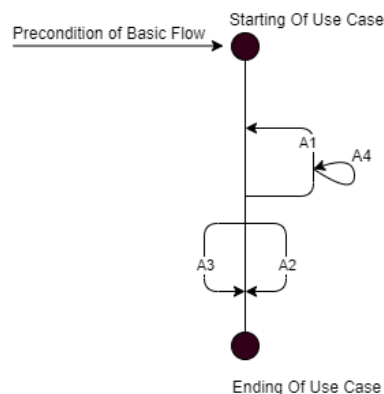 Starting Of Use Case
Precondition of Basic Flow
A1
A4
A3
A2
Ending Of Use Case